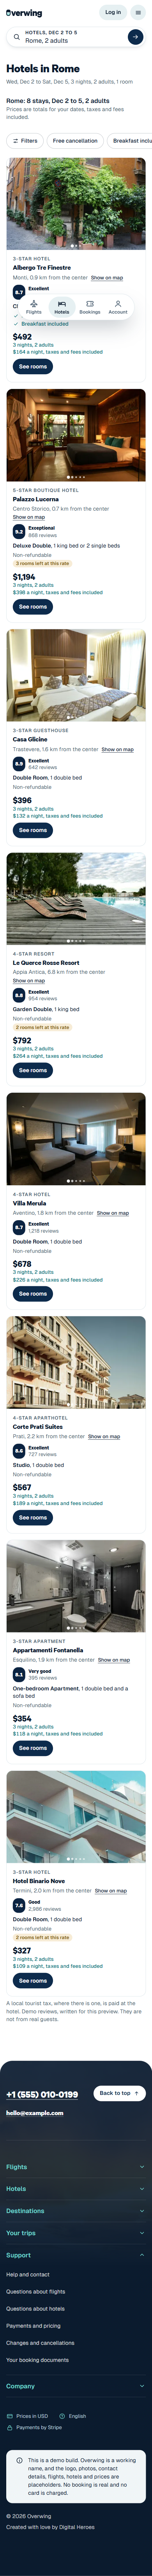 Overwing
Log in
HOTELS, DEC 2 TO 5
Rome, 2 adults
Hotels in Rome
Wed, Dec 2 to Sat, Dec 5, 3 nights, 2 adults, 1 room
Rome: 8 stays, Dec 2 to 5, 2 adults
Prices are totals for your dates, taxes and fees
included.
Filters
Free cancellation
Breakfast inclu
3-STAR HOTEL
Albergo Tre Finestre
Monti, 0.9 km from the center Show on map
8.7
Excellent
Flights
Hotels
Bookings
Account
Breakfast included
$492
3 nights, 2 adults
$164 a night, taxes and fees included
See rooms
5-STAR BOUTIQUE HOTEL
Palazzo Lucerna
Centro Storico, 0.7 km from the center
Show on map
9.2
Exceptional
868 reviews
Deluxe Double, 1 king bed or 2 single beds
Non-refundable
3 rooms left at this rate
$1,194
3 nights, 2 adults
$398 a night, taxes and fees included
See rooms
3-STAR GUESTHOUSE
Casa Glicine
Trastevere, 1.6 km from the center Show on map
8.9
Excellent
642 reviews
Double Room, 1 double bed
Non-refundable
$396
3 nights, 2 adults
$132 a night, taxes and fees included
See rooms
4-STAR RESORT
Le Querce Rosse Resort
Appia Antica, 6.8 km from the center
Show on map
8.8
Excellent
954 reviews
Garden Double, 1 king bed
Non-refundable
2 rooms left at this rate
$792
3 nights, 2 adults
$264 a night, taxes and fees included
See rooms
4-STAR HOTEL
Villa Merula
Aventino, 1.8 km from the center Show on map
8.7
Excellent
1,218 reviews
Double Room, 1 double bed
Non-refundable
$678
3 nights, 2 adults
$226 a night, taxes and fees included
See rooms
4-STAR APARTHOTEL
Corte Prati Suites
Prati, 2.2 km from the center Show on map
8.6
Excellent
727 reviews
Studio, 1 double bed
Non-refundable
$567
3 nights, 2 adults
$189 a night, taxes and fees included
See rooms
3-STAR APARTMENT
Appartamenti Fontanella
Esquilino, 1.9 km from the center Show on map
8.1
Very good
395 reviews
One-bedroom Apartment, 1 double bed and a
sofa bed
Non-refundable
$354
3 nights, 2 adults
$118 a night, taxes and fees included
See rooms
3-STAR HOTEL
Hotel Binario Nove
Termini, 2.0 km from the center Show on map
7.6
Good
2,986 reviews
Double Room, 1 double bed
Non-refundable
2 rooms left at this rate
$327
3 nights, 2 adults
$109 a night, taxes and fees included
See rooms
A local tourist tax, where there is one, is paid at the
hotel. Demo reviews, written for this preview. They are
not from real guests.
+1 (555) 010-0199
Back to top
hello@example.com
Flights
Hotels
Destinations
Your trips
Support
Help and contact
Questions about flights
Questions about hotels
Payments and pricing
Changes and cancellations
Your booking documents
Company
Prices in USD
English
Payments by Stripe
This is a demo build. Overwing is a working
name, and the logo, photos, contact
details, flights, hotels and prices are
placeholders. No booking is real and no
card is charged.
© 2026 Overwing
Created with love by Digital Heroes